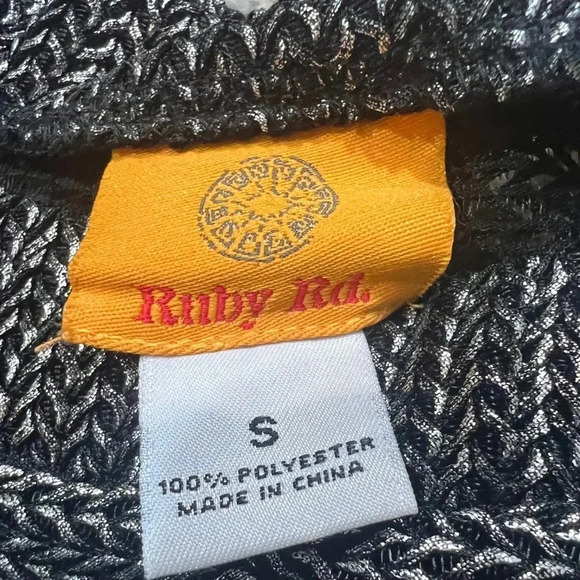 Ruby Rd.
S
100% POLYESTER
MADE IN CHINA